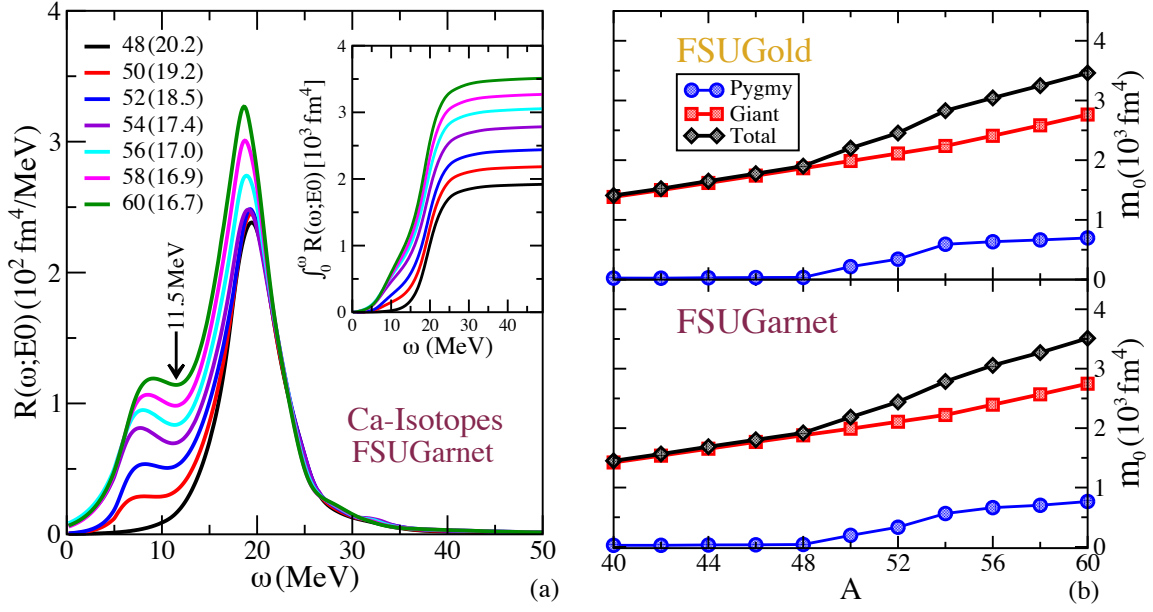 R(ω;E0) (10² fm⁴/MeV)
4
3
2
1
0
48 (20.2)
50 (19.2)
52 (18.5)
54 (17.4)
56 (17.0)
58 (16.9)
60 (16.7)
11.5 MeV
∫₀^ω R(ω;E0) [10³ fm⁴]
4
3
2
1
0
0 10 20 30 40
ω (MeV)
Ca-Isotopes
FSUGarnet
0 10 20 30 40 50
ω (MeV)
(a)
FSUGold
Pygmy
Giant
Total
4
3
2
1
0
m₀ (10³ fm⁴)
FSUGarnet
4
3
2
1
0
m₀ (10³ fm⁴)
40 44 48 52 56 60
A
(b)